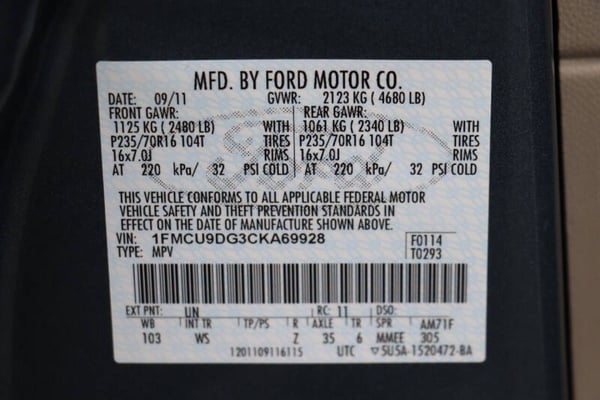 MFD. BY FORD MOTOR CO.
DATE: 09/11 GVWR: 2123 KG ( 4680 LB)
FRONT GAWR: REAR GAWR:
1125 KG ( 2480 LB) WITH 1061 KG ( 2340 LB) WITH
P235/70R16 104T TIRES P235/70R16 104T TIRES
16x7.0J RIMS 16x7.0J RIMS
AT 220 kPa/ 32 PSI COLD AT 220 kPa/ 32 PSI COLD
THIS VEHICLE CONFORMS TO ALL APPLICABLE FEDERAL MOTOR
VEHICLE SAFETY AND THEFT PREVENTION STANDARDS IN
EFFECT ON THE DATE OF MANUFACTURE SHOWN ABOVE.
VIN: 1FMCU9DG3CKA69928 F0114
TYPE: MPV T0293
EXT PNT: UN RC: 11 DSO:
WB INT TR TP/PS R AXLE TR SPR AM71F
103 WS Z 35 6 MMEE 305
1201109116115 UTC ▽SU5A-1520472-BA